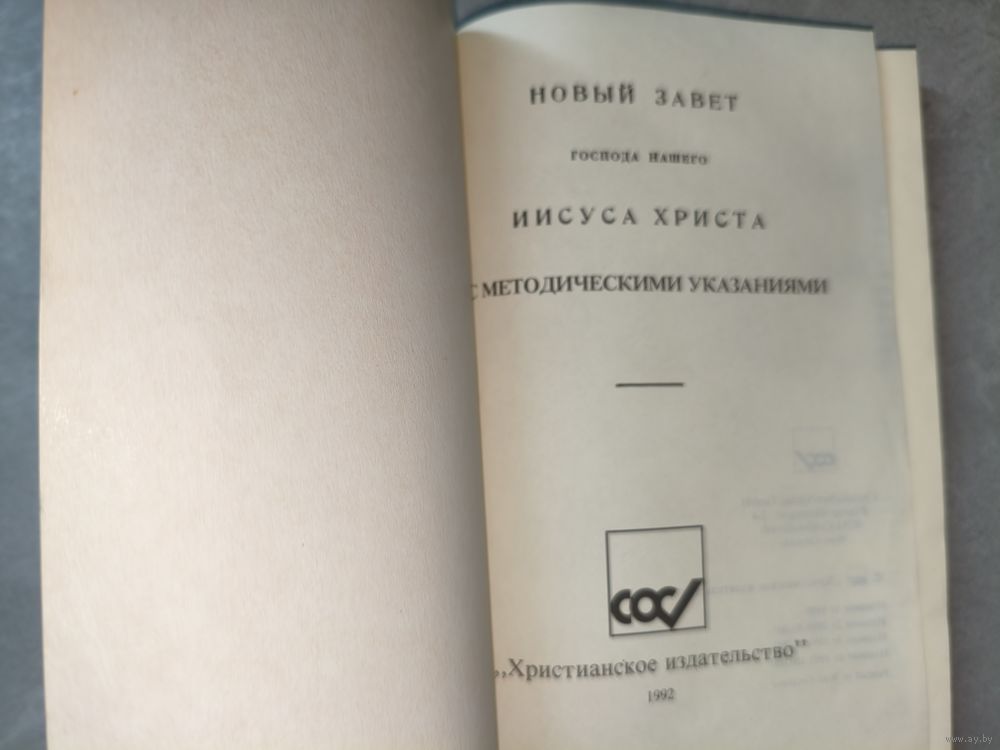 НОВЫЙ ЗАВЕТ
ГОСПОДА НАШЕГО
ИИСУСА ХРИСТА
С МЕТОДИЧЕСКИМИ УКАЗАНИЯМИ
СОС
„Христианское издательство”
1992
www.ay.by